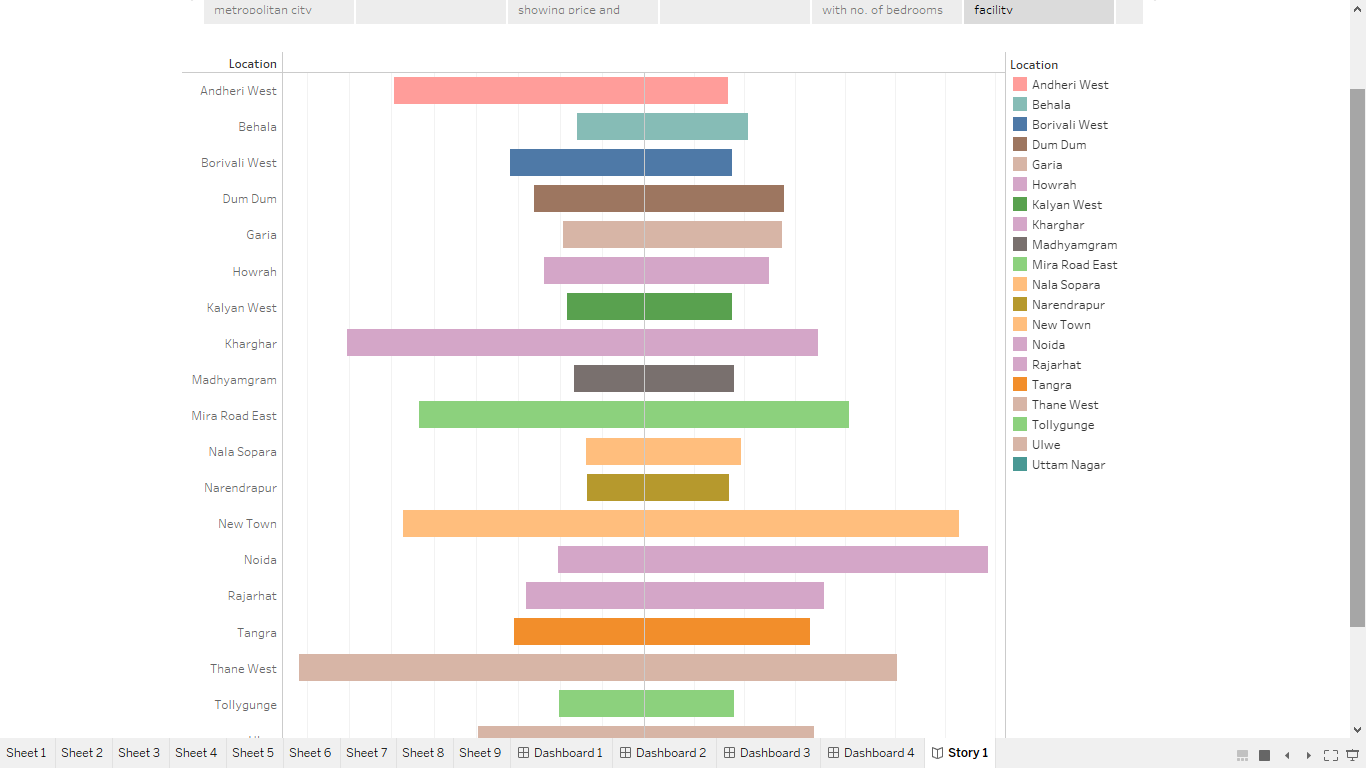 metropolitan city
showing price and
with no. of bedrooms
facility
Location
Andheri West
Behala
Borivali West
Dum Dum
Garia
Howrah
Kalyan West
Kharghar
Madhyamgram
Mira Road East
Nala Sopara
Narendrapur
New Town
Noida
Rajarhat
Tangra
Thane West
Tollygunge
Location
Andheri West
Behala
Borivali West
Dum Dum
Garia
Howrah
Kalyan West
Kharghar
Madhyamgram
Mira Road East
Nala Sopara
Narendrapur
New Town
Noida
Rajarhat
Tangra
Thane West
Tollygunge
Ulwe
Uttam Nagar
Sheet 1 Sheet 2 Sheet 3 Sheet 4 Sheet 5 Sheet 6 Sheet 7 Sheet 8 Sheet 9 Dashboard 1 Dashboard 2 Dashboard 3 Dashboard 4 Story 1